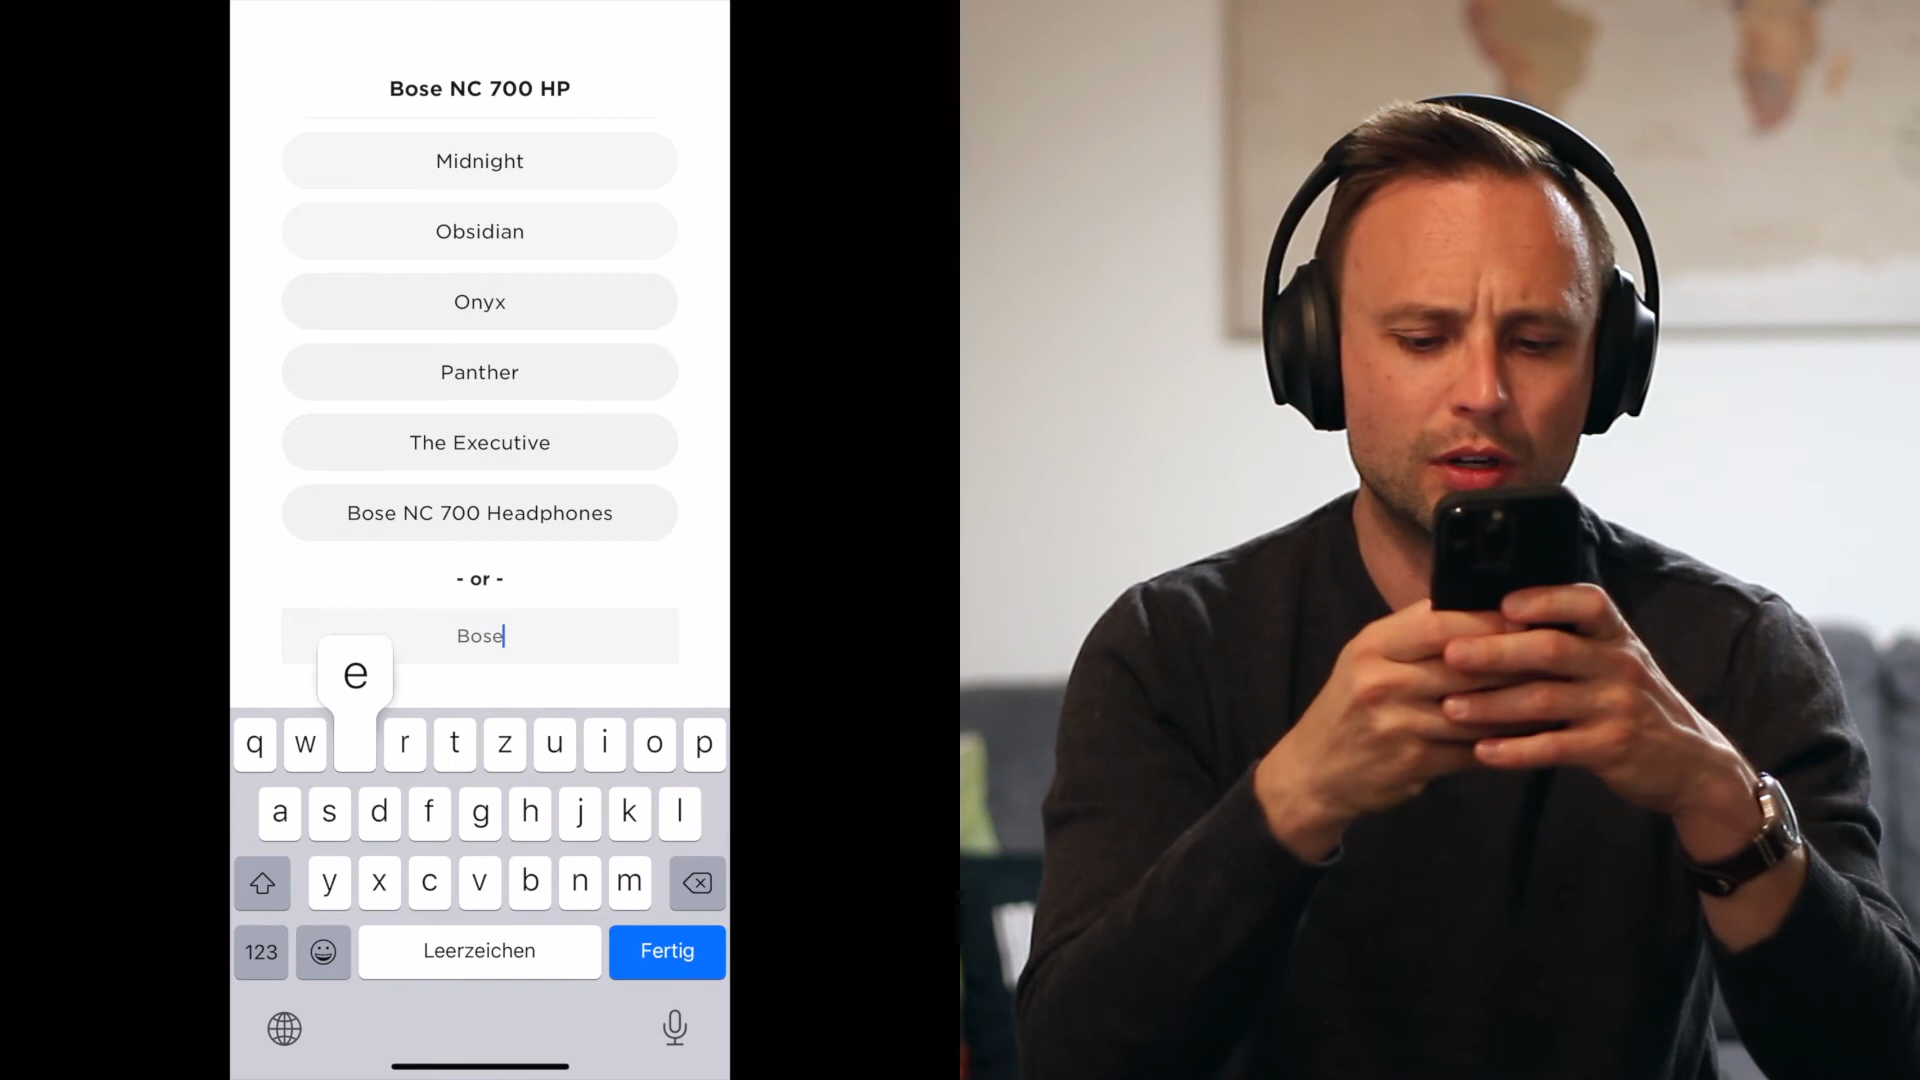 Bose NC 700 HP
Midnight
Obsidian
Onyx
Panther
The Executive
Bose NC 700 Headphones
- or -
Bose
e
q w r t z u i o p
a s d f g h j k l
y x c v b n m
123 Leerzeichen Fertig